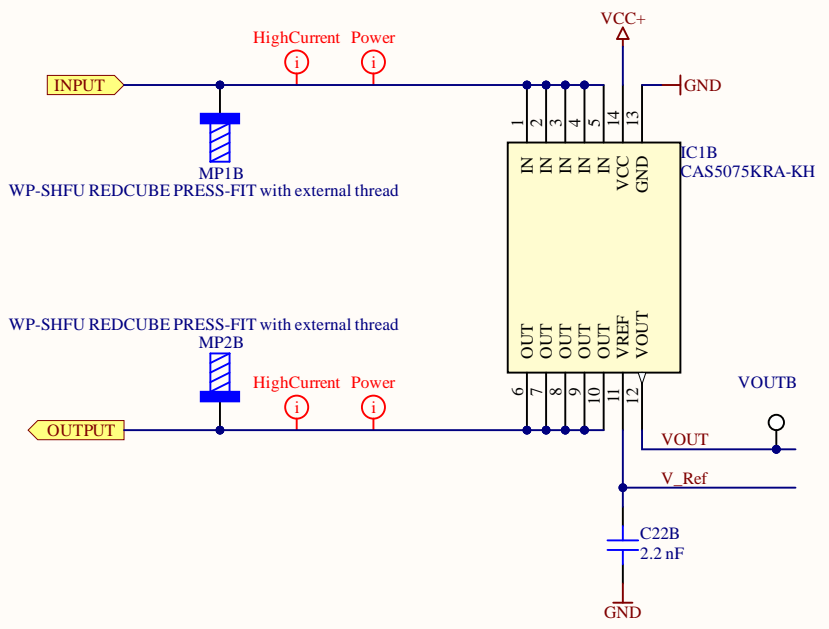 VCC+
HighCurrent Power
INPUT
GND
1 2 3 4 5 14 13
MP1B
WP-SHFU REDCUBE PRESS-FIT with external thread
IN IN IN IN IN VCC GND
IC1B
CAS5075KRA-KH
WP-SHFU REDCUBE PRESS-FIT with external thread
MP2B
OUT OUT OUT OUT OUT VREF VOUT
HighCurrent Power
6 7 8 9 10 11 12
VOUTB
OUTPUT
VOUT
V_Ref
C22B
2.2 nF
GND